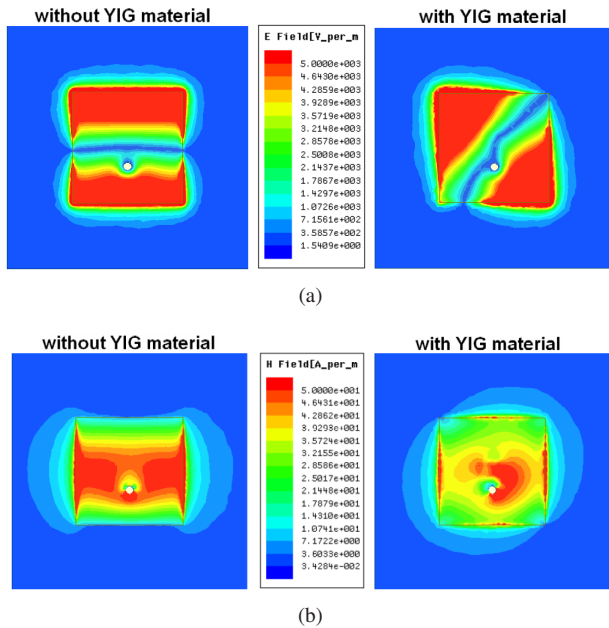 without YIG material
with YIG material
E Field[V_per_m
5.0000e+003
4.6430e+003
4.2859e+003
3.9289e+003
3.5719e+003
3.2148e+003
2.8578e+003
2.5008e+003
2.1437e+003
1.7867e+003
1.4297e+003
1.0726e+003
7.1561e+002
3.5857e+002
1.5409e+000
(a)
without YIG material
with YIG material
H Field[A_per_m
5.0000e+001
4.6431e+001
4.2862e+001
3.9293e+001
3.5724e+001
3.2155e+001
2.8586e+001
2.5017e+001
2.1448e+001
1.7879e+001
1.4310e+001
1.0741e+001
7.1722e+000
3.6033e+000
3.4284e-002
(b)